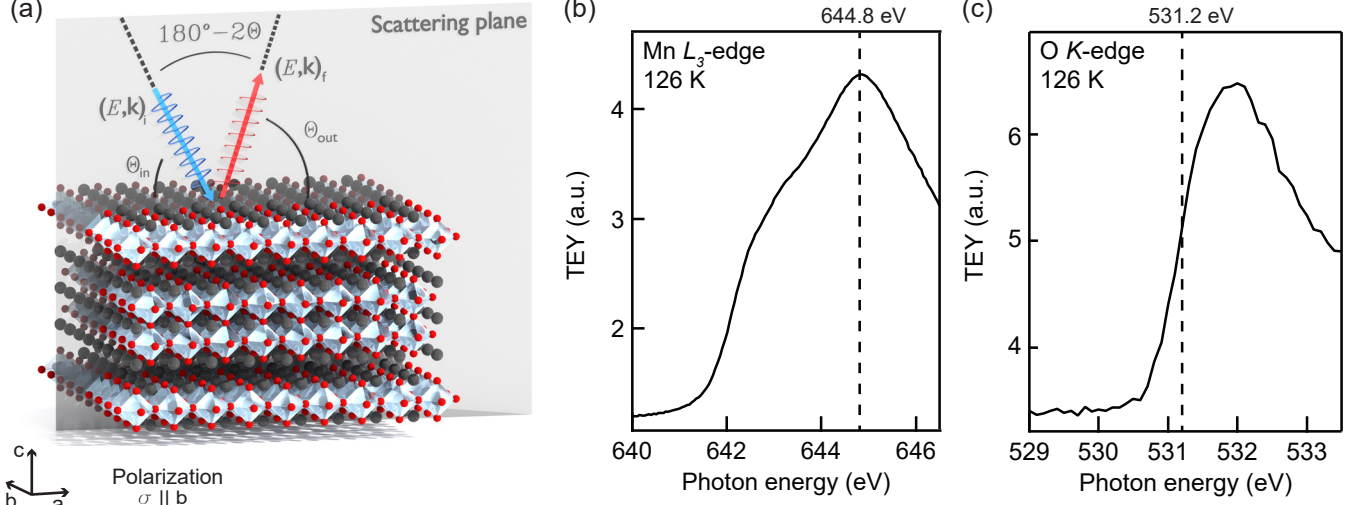 (a)
180°−2Θ
Scattering plane
(E,k)i
(E,k)f
Θin
Θout
c
b
a
Polarization
σ || b
(b)
644.8 eV
Mn L3-edge
126 K
TEY (a.u.)
4
3
2
640
642
644
646
Photon energy (eV)
(c)
531.2 eV
O K-edge
126 K
TEY (a.u.)
6
5
4
529
530
531
532
533
Photon energy (eV)